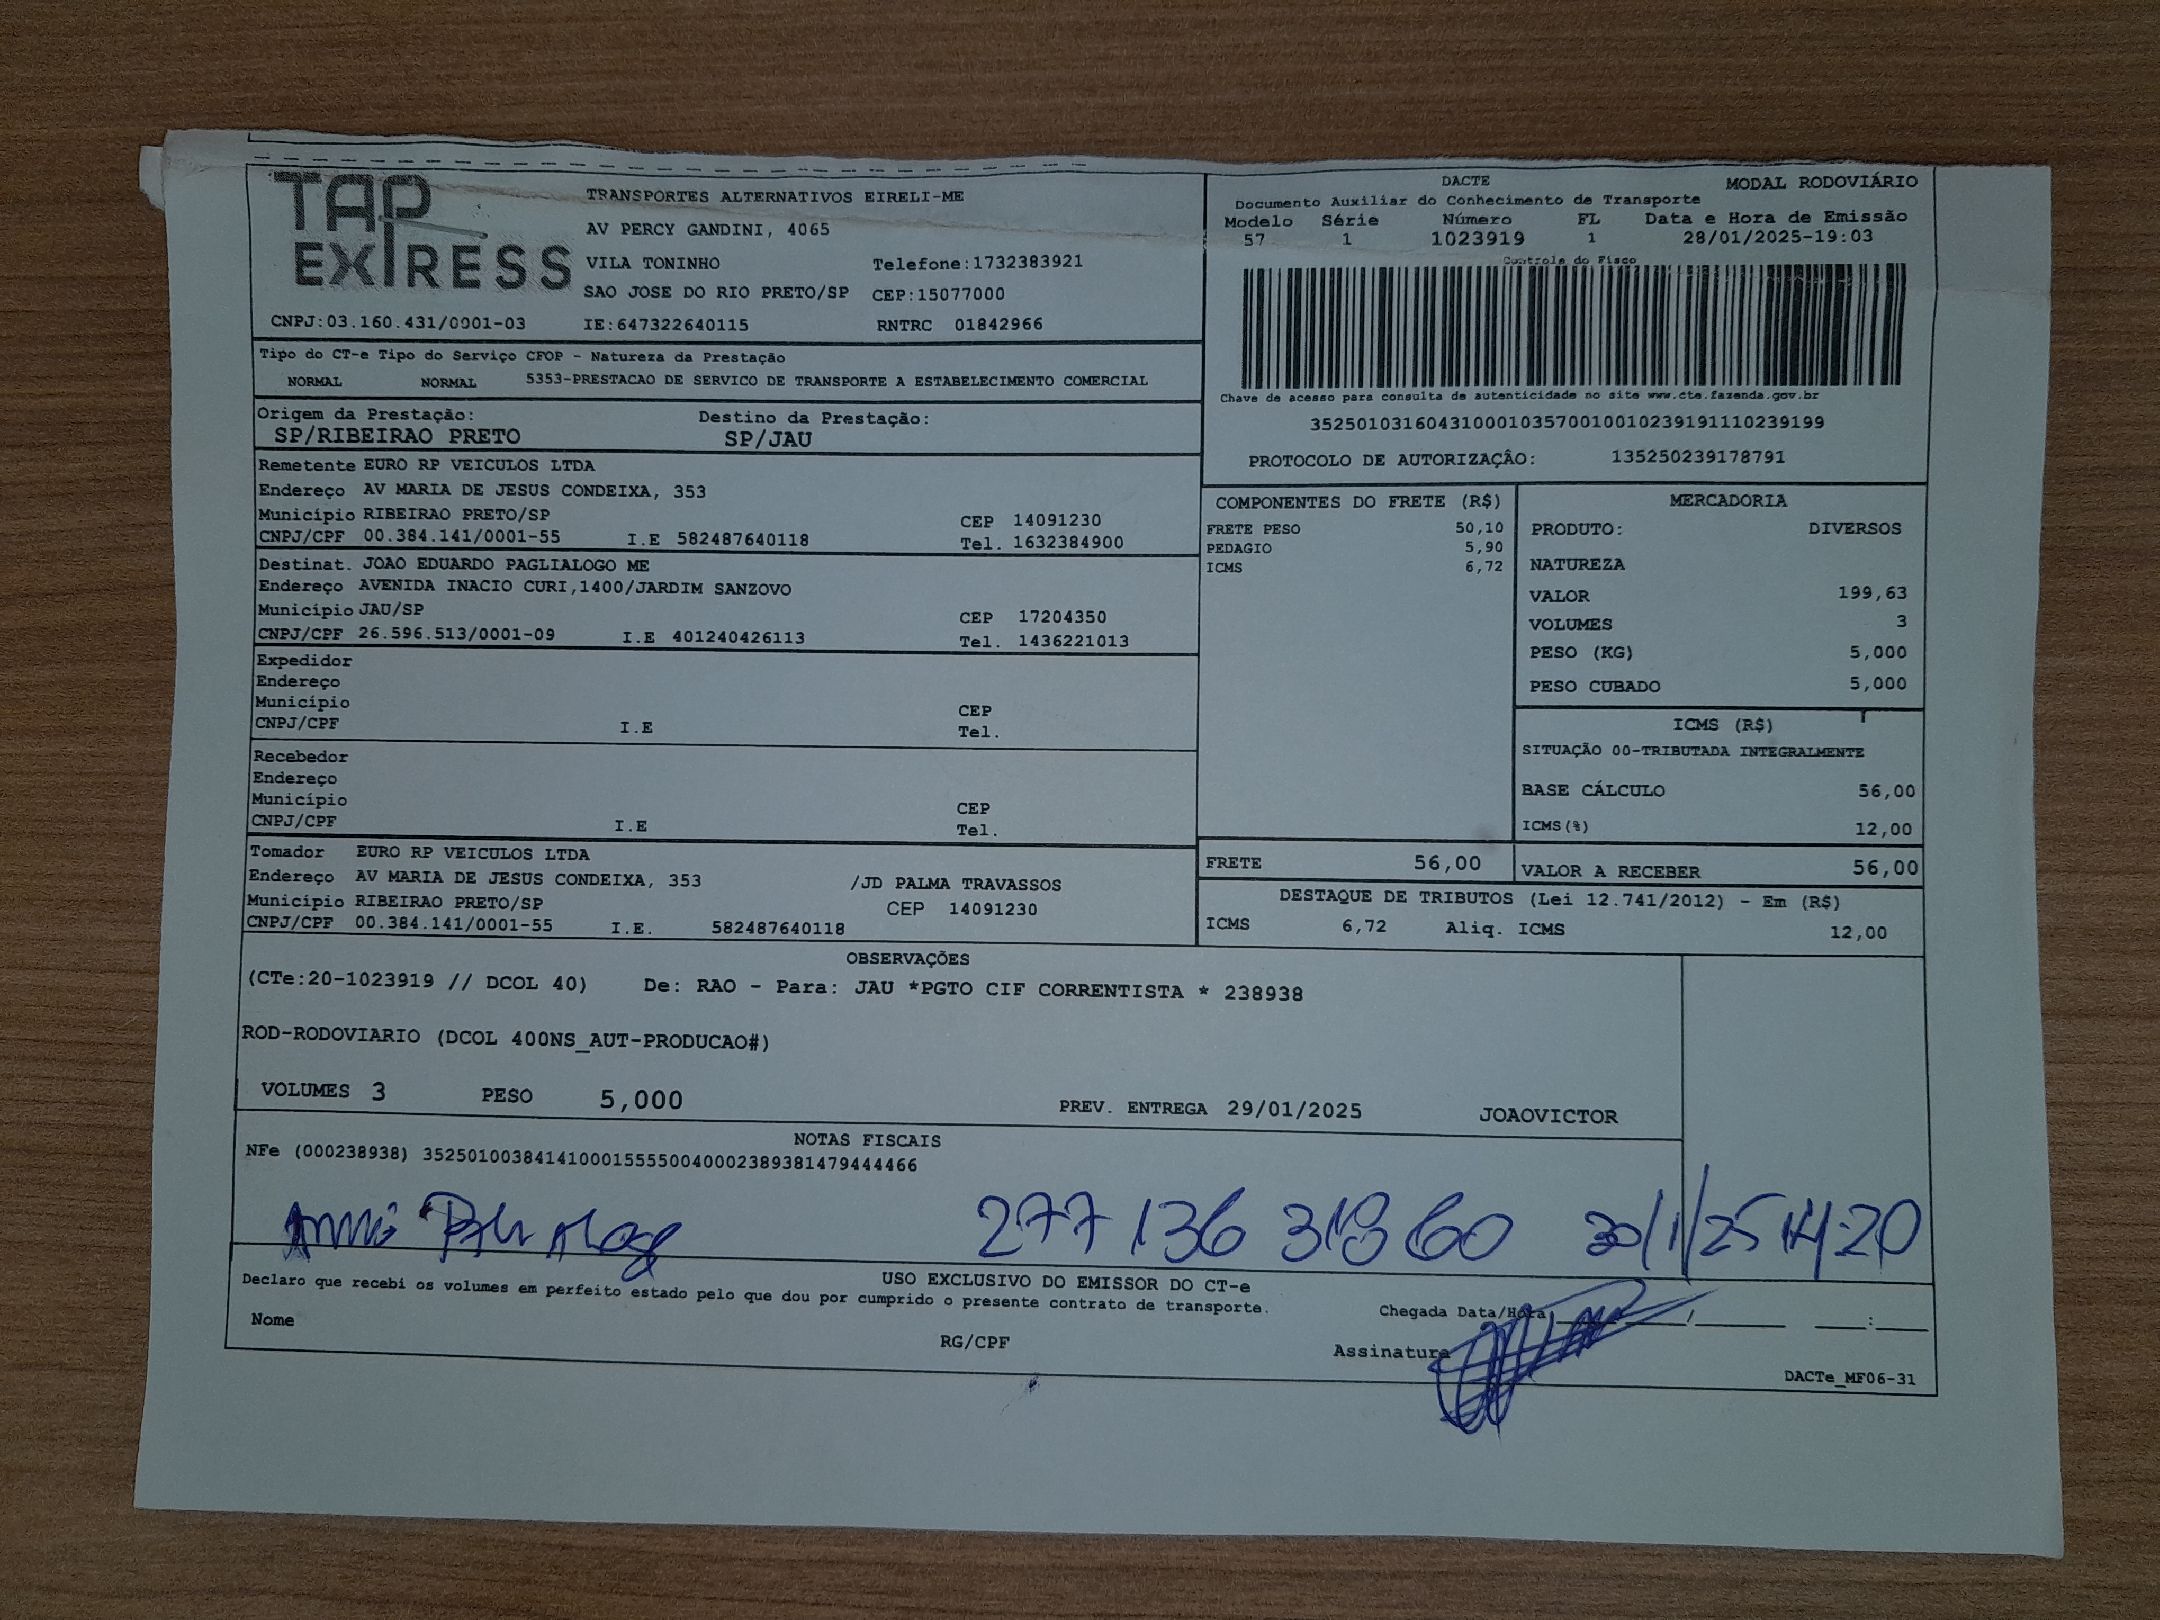 TAP
EXPRESS
TRANSPORTES ALTERNATIVOS EIRELI-ME
AV PERCY GANDINI, 4065
VILA TONINHO Telefone:1732383921
SAO JOSE DO RIO PRETO/SP CEP:15077000
CNPJ:03.160.431/0001-03 IE:647322640115 RNTRC 01842966
DACTE MODAL RODOVIÁRIO
Documento Auxiliar do Conhecimento de Transporte
Modelo Série Número FL Data e Hora de Emissão
57 1 1023919 1 28/01/2025-19:03
Controle do Fisco
Chave de acesso para consulta de autenticidade no site www.cte.fazenda.gov.br
35250103160431000103570010010239191110239199
PROTOCOLO DE AUTORIZAÇÂO: 135250239178791
Tipo do CT-e Tipo do Serviço CFOP - Natureza da Prestação
NORMAL NORMAL 5353-PRESTACAO DE SERVICO DE TRANSPORTE A ESTABELECIMENTO COMERCIAL
Origem da Prestação: Destino da Prestação:
SP/RIBEIRAO PRETO SP/JAU
Remetente EURO RP VEICULOS LTDA
Endereço AV MARIA DE JESUS CONDEIXA, 353
Município RIBEIRAO PRETO/SP CEP 14091230
CNPJ/CPF 00.384.141/0001-55 I.E 582487640118 Tel. 1632384900
Destinat. JOAO EDUARDO PAGLIALOGO ME
Endereço AVENIDA INACIO CURI,1400/JARDIM SANZOVO
Município JAU/SP CEP 17204350
CNPJ/CPF 26.596.513/0001-09 I.E 401240426113 Tel. 1436221013
Expedidor
Endereço
Município CEP
CNPJ/CPF I.E Tel.
Recebedor
Endereço
Município CEP
CNPJ/CPF I.E Tel.
Tomador EURO RP VEICULOS LTDA
Endereço AV MARIA DE JESUS CONDEIXA, 353 /JD PALMA TRAVASSOS
Município RIBEIRAO PRETO/SP CEP 14091230
CNPJ/CPF 00.384.141/0001-55 I.E. 582487640118
COMPONENTES DO FRETE (R$)
FRETE PESO 50,10
PEDAGIO 5,90
ICMS 6,72
MERCADORIA
PRODUTO: DIVERSOS
NATUREZA
VALOR 199,63
VOLUMES 3
PESO (KG) 5,000
PESO CUBADO 5,000
ICMS (R$)
SITUAÇÃO 00-TRIBUTADA INTEGRALMENTE
BASE CÁLCULO 56,00
ICMS(%) 12,00
FRETE 56,00 VALOR A RECEBER 56,00
DESTAQUE DE TRIBUTOS (Lei 12.741/2012) - Em (R$)
ICMS 6,72 Aliq. ICMS 12,00
OBSERVAÇÕES
(CTe:20-1023919 // DCOL 40) De: RAO - Para: JAU *PGTO CIF CORRENTISTA * 238938
ROD-RODOVIARIO (DCOL 400NS_AUT-PRODUCAO#)
VOLUMES 3 PESO 5,000 PREV. ENTREGA 29/01/2025 JOAOVICTOR
NOTAS FISCAIS
NFe (000238938) 35250100384141000155550040002389381479444466
277 136 60 30/1/25 14:20
USO EXCLUSIVO DO EMISSOR DO CT-e
Declaro que recebi os volumes em perfeito estado pelo que dou por cumprido o presente contrato de transporte.
Chegada Data/Hora
Nome RG/CPF Assinatura
DACTe_MF06-31